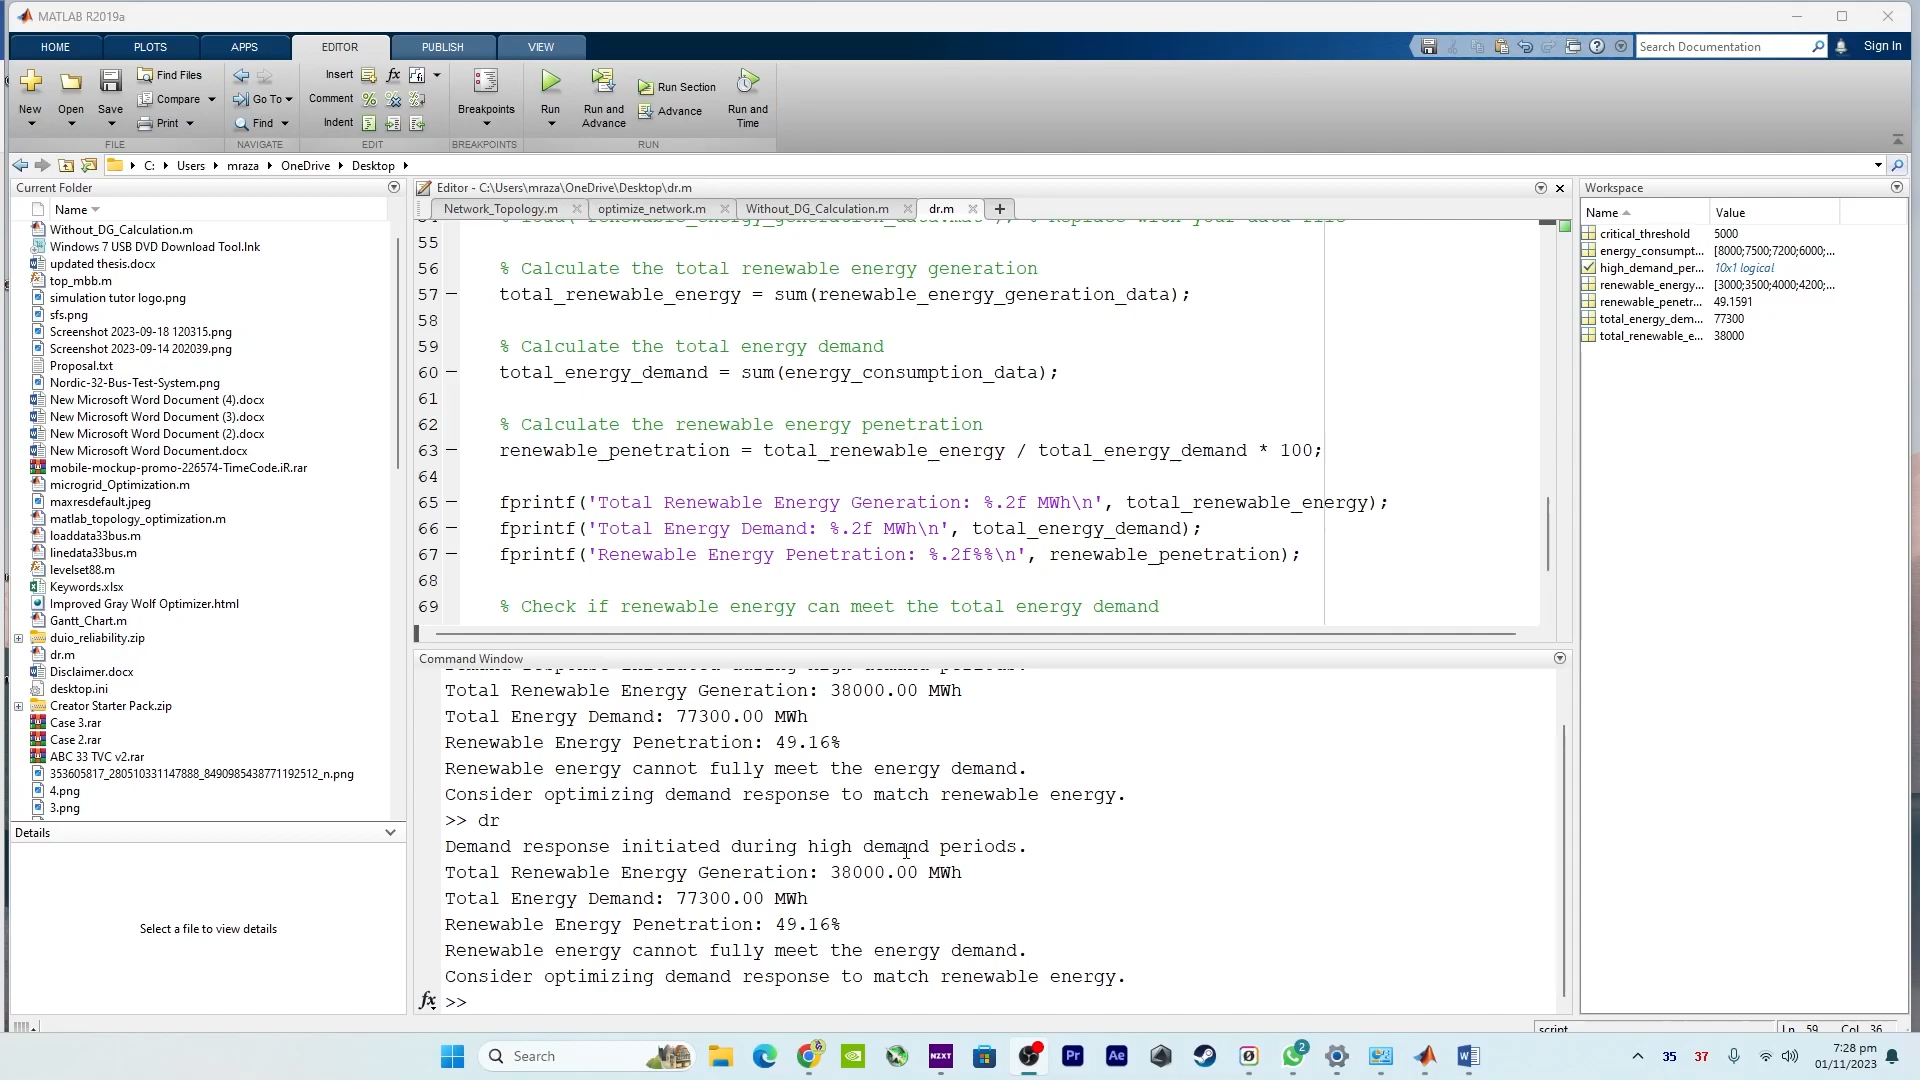 MATLAB R2019a
HOME
PLOTS
APPS
EDITOR
PUBLISH
VIEW
Search Documentation
Sign In
New
Open
Save
Find Files
Compare
Print
FILE
Go To
Find
NAVIGATE
Insert
Comment
Indent
EDIT
Breakpoints
BREAKPOINTS
Run
Run and Advance
Run Section
Advance
Run and Time
RUN
C: Users mraza OneDrive Desktop
Current Folder
Name
Without_DG_Calculation.m
Windows 7 USB DVD Download Tool.lnk
updated thesis.docx
top_mbb.m
simulation tutor logo.png
sfs.png
Screenshot 2023-09-18 120315.png
Screenshot 2023-09-14 202039.png
Proposal.txt
Nordic-32-Bus-Test-System.png
New Microsoft Word Document (4).docx
New Microsoft Word Document (3).docx
New Microsoft Word Document (2).docx
New Microsoft Word Document.docx
mobile-mockup-promo-226574-TimeCode.iR.rar
microgrid_Optimization.m
maxresdefault.jpeg
matlab_topology_optimization.m
loaddata33bus.m
linedata33bus.m
levelset88.m
Keywords.xlsx
Improved Gray Wolf Optimizer.html
Gantt_Chart.m
duio_reliability.zip
dr.m
Disclaimer.docx
desktop.ini
Creator Starter Pack.zip
Case 3.rar
Case 2.rar
ABC 33 TVC v2.rar
353605817_280510331147888_8490985438771192512_n.png
4.png
3.png
Details
Select a file to view details
Editor - C:\Users\mraza\OneDrive\Desktop\dr.m
Network_Topology.m
optimize_network.m
Without_DG_Calculation.m
dr.m
55
56 % Calculate the total renewable energy generation
57 total_renewable_energy = sum(renewable_energy_generation_data);
58
59 % Calculate the total energy demand
60 total_energy_demand = sum(energy_consumption_data);
61
62 % Calculate the renewable energy penetration
63 renewable_penetration = total_renewable_energy / total_energy_demand * 100;
64
65 fprintf('Total Renewable Energy Generation: %.2f MWh\n', total_renewable_energy);
66 fprintf('Total Energy Demand: %.2f MWh\n', total_energy_demand);
67 fprintf('Renewable Energy Penetration: %.2f%%\n', renewable_penetration);
68
69 % Check if renewable energy can meet the total energy demand
Command Window
Total Renewable Energy Generation: 38000.00 MWh
Total Energy Demand: 77300.00 MWh
Renewable Energy Penetration: 49.16%
Renewable energy cannot fully meet the energy demand.
Consider optimizing demand response to match renewable energy.
>> dr
Demand response initiated during high demand periods.
Total Renewable Energy Generation: 38000.00 MWh
Total Energy Demand: 77300.00 MWh
Renewable Energy Penetration: 49.16%
Renewable energy cannot fully meet the energy demand.
Consider optimizing demand response to match renewable energy.
fx >>
Workspace
Name Value
critical_threshold 5000
energy_consumpt... [8000;7500;7200;6000;...
high_demand_per... 10x1 logical
renewable_energy... [3000;3500;4000;4200;...
renewable_penetr... 49.1591
total_energy_dem... 77300
total_renewable_e... 38000
script
Ln 59 Col 36
Search
NZXT
Pr
Ae
2
35
37
7:28 pm
01/11/2023